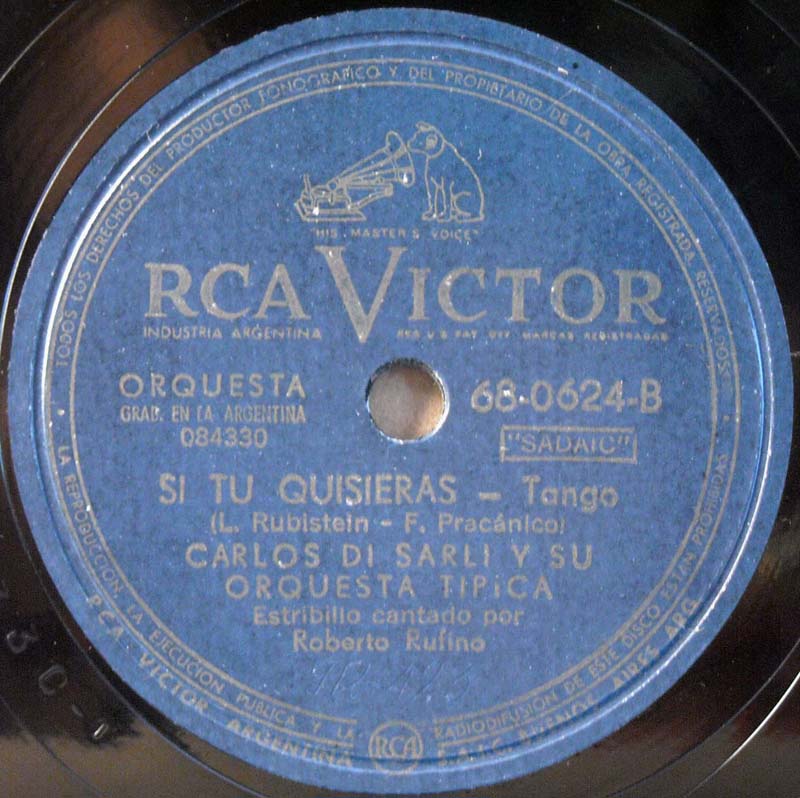 TODOS LOS DERECHOS DEL PRODUCTOR FONOGRAFICO Y DEL PROPIETARIO DE LA OBRA REGISTRADA, RESERVADOS
"HIS MASTER'S VOICE"
RCA VICTOR
INDUSTRIA ARGENTINA
REG. U S PAT. OFF. MARCAS REGISTRADAS
ORQUESTA
GRAB. EN LA ARGENTINA
084330
68-0624-B
"SADAIC"
SI TU QUISIERAS - Tango
(L. Rubistein - F. Pracánico)
CARLOS DI SARLI Y SU
ORQUESTA TIPICA
Estribillo cantado por
Roberto Rufino
LA REPRODUCCION, LA EJECUCION PUBLICA Y LA RADIODIFUSION DE ESTE DISCO ESTAN PROHIBIDAS
RCA VICTOR ARGENTINA
RCA
S.A.I.C. BUENOS AIRES ARG.